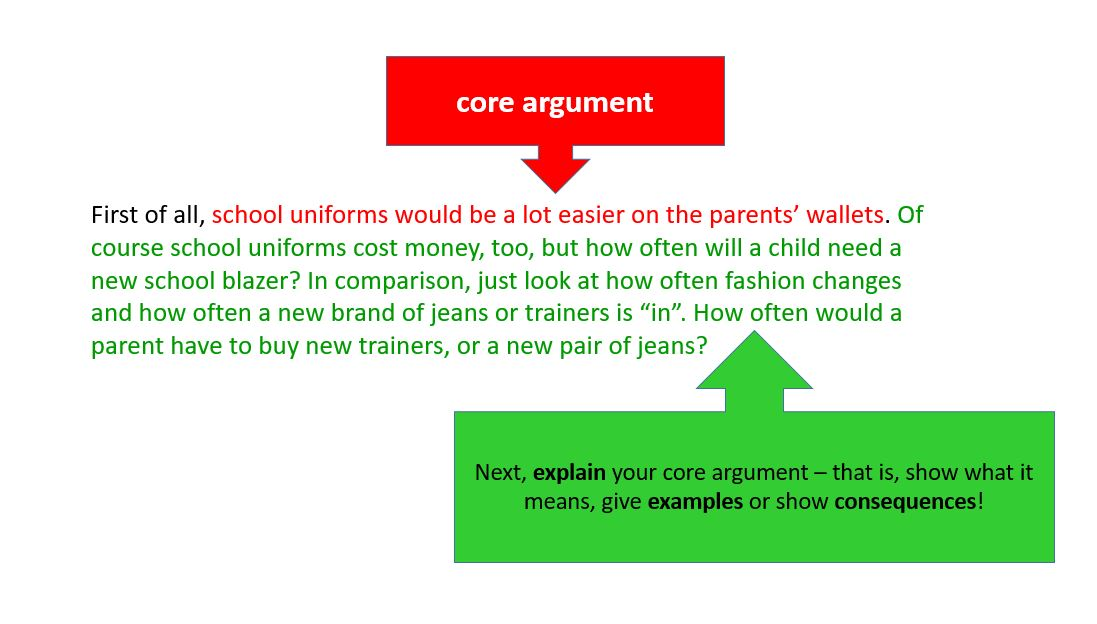 core argument
First of all, school uniforms would be a lot easier on the parents’ wallets. Of
course school uniforms cost money, too, but how often will a child need a
new school blazer? In comparison, just look at how often fashion changes
and how often a new brand of jeans or trainers is “in”. How often would a
parent have to buy new trainers, or a new pair of jeans?
Next, explain your core argument – that is, show what it
means, give examples or show consequences!